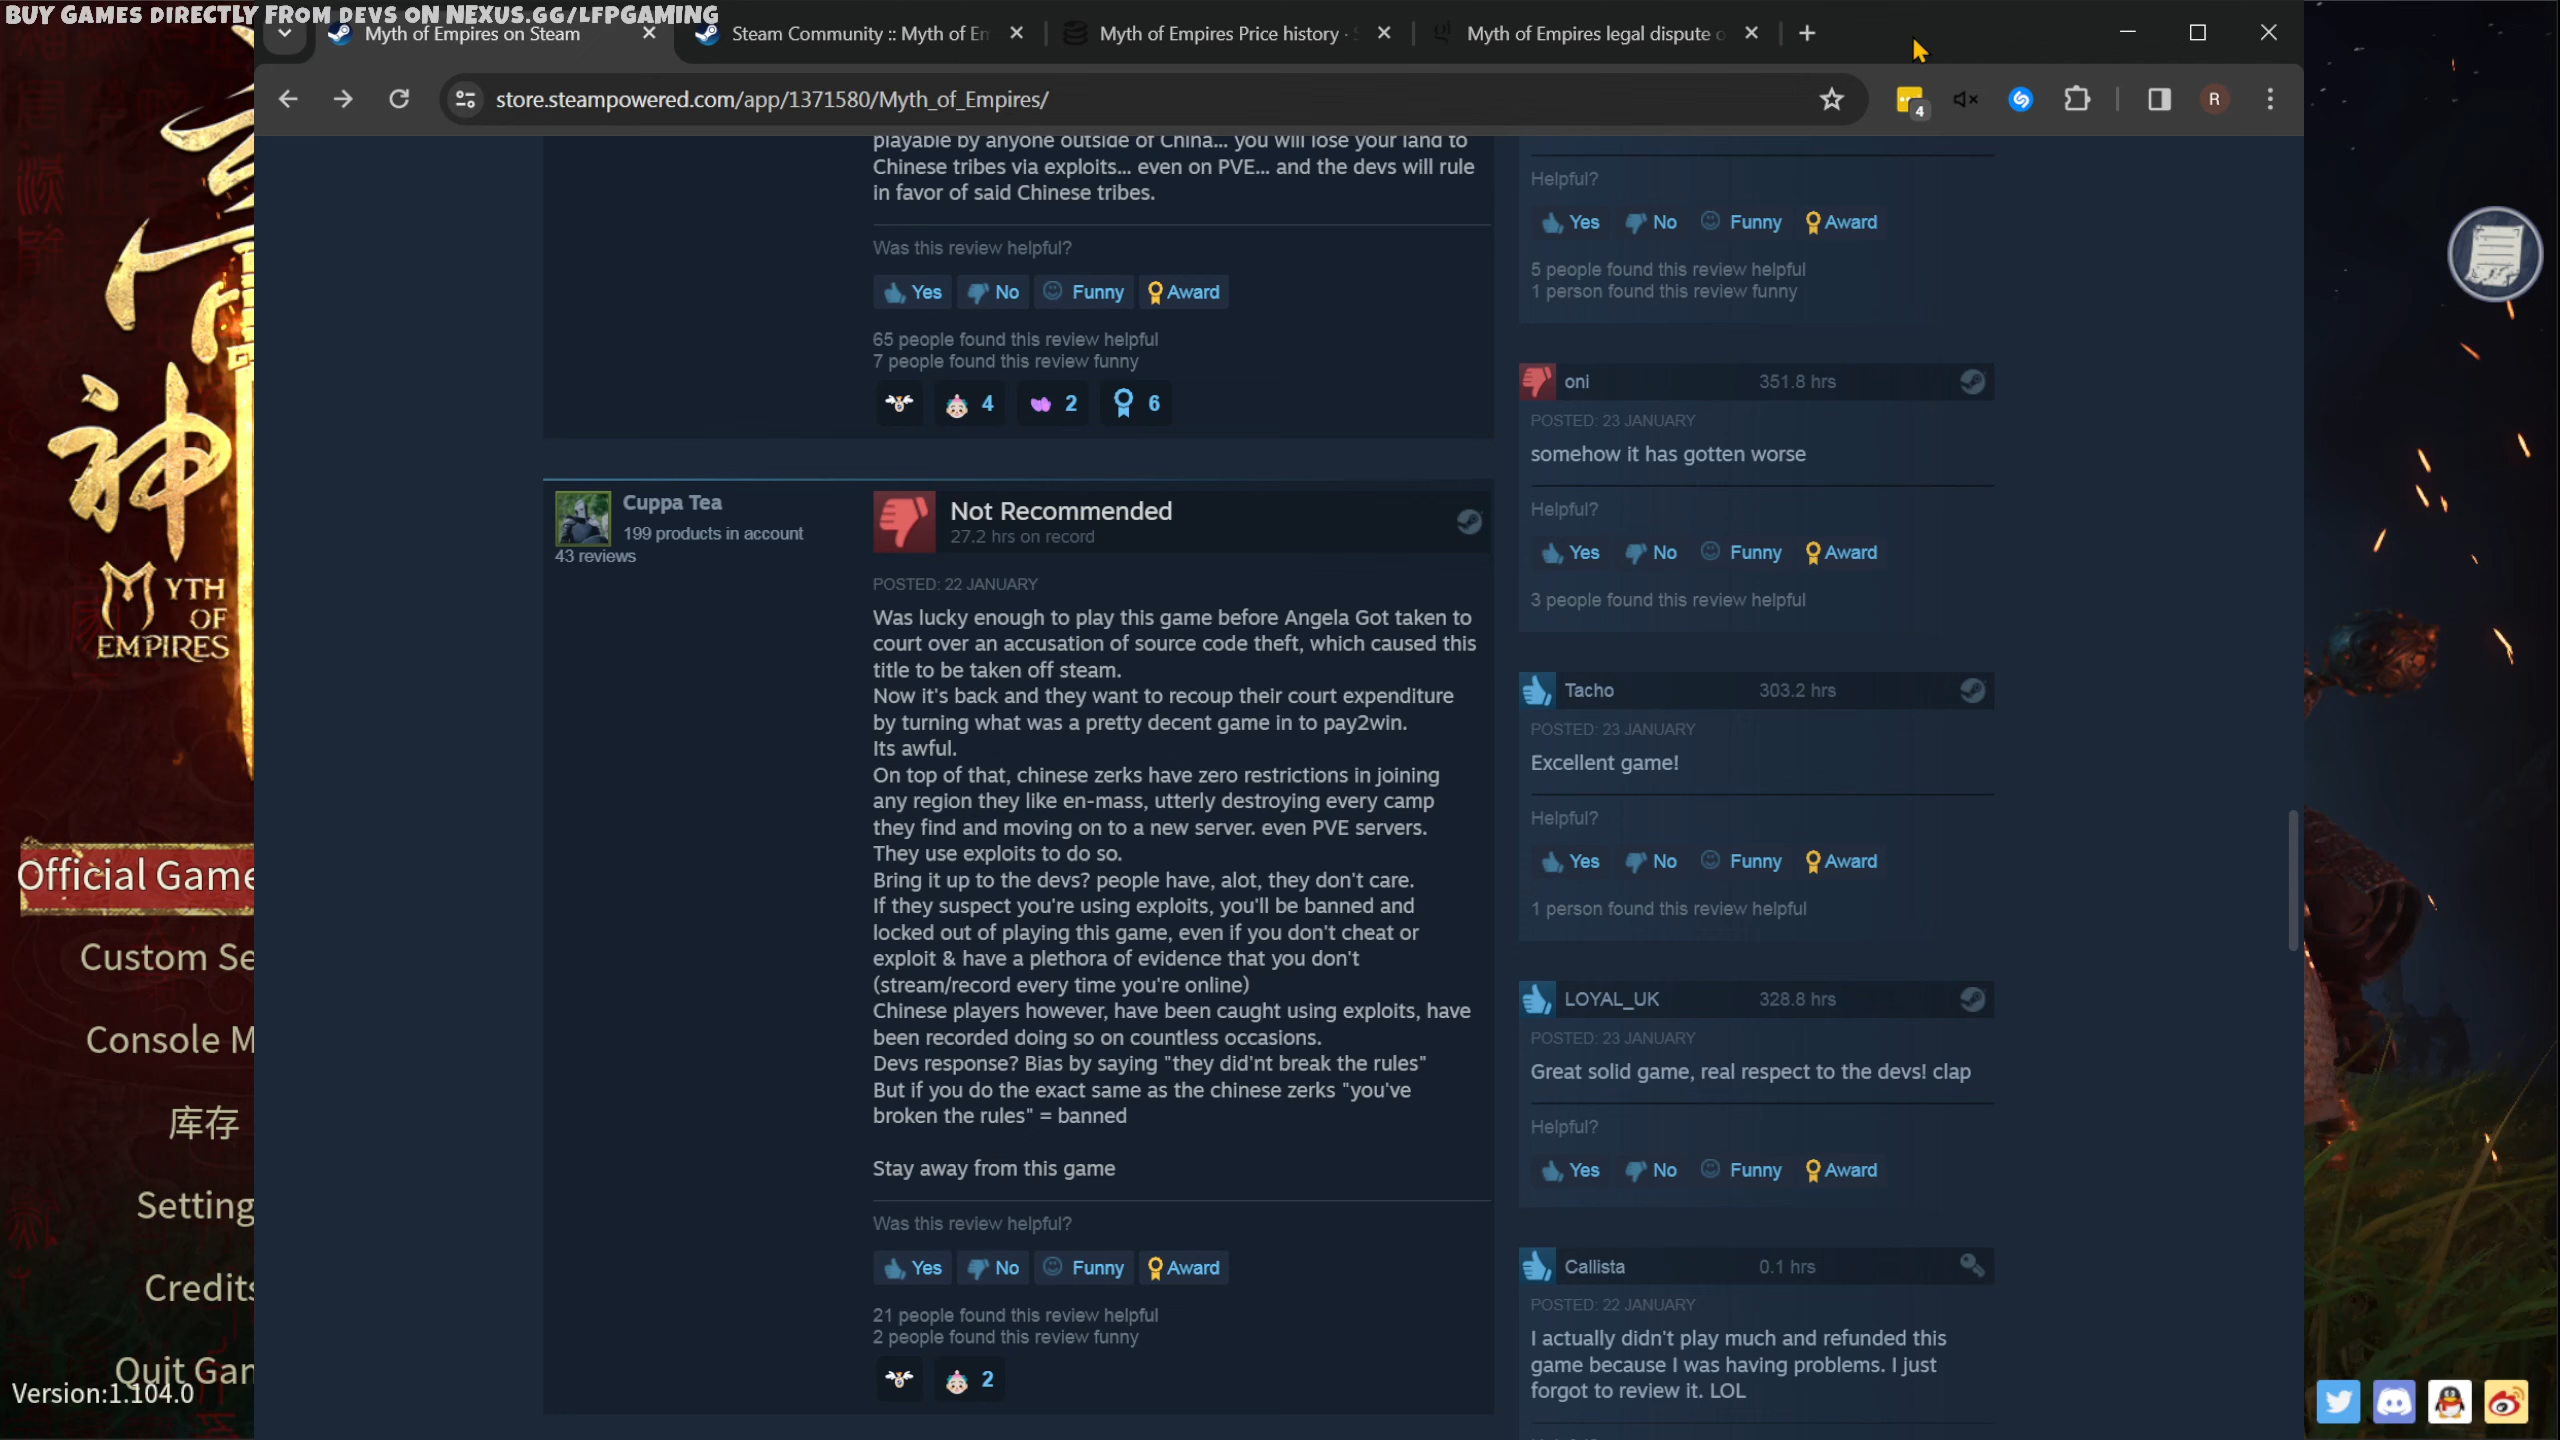 BUY GAMES DIRECTLY FROM DEVS ON NEXUS.GG/LFPGAMING
Myth of Empires on Steam
Steam Community :: Myth of Em
Myth of Empires Price history ·
Myth of Empires legal dispute o
store.steampowered.com/app/1371580/Myth_of_Empires/
4
R
神
MYTH
OF
EMPIRES
Official Game
Custom Se
Console M
库存
Setting
Credits
Quit Gam
Version:1.104.0
playable by anyone outside of China... you will lose your land to
Chinese tribes via exploits... even on PVE... and the devs will rule
in favor of said Chinese tribes.
Was this review helpful?
Yes No Funny Award
65 people found this review helpful
7 people found this review funny
4 2 6
Cuppa Tea
199 products in account
43 reviews
Not Recommended
27.2 hrs on record
POSTED: 22 JANUARY
Was lucky enough to play this game before Angela Got taken to
court over an accusation of source code theft, which caused this
title to be taken off steam.
Now it's back and they want to recoup their court expenditure
by turning what was a pretty decent game in to pay2win.
Its awful.
On top of that, chinese zerks have zero restrictions in joining
any region they like en-mass, utterly destroying every camp
they find and moving on to a new server. even PVE servers.
They use exploits to do so.
Bring it up to the devs? people have, alot, they don't care.
If they suspect you're using exploits, you'll be banned and
locked out of playing this game, even if you don't cheat or
exploit & have a plethora of evidence that you don't
(stream/record every time you're online)
Chinese players however, have been caught using exploits, have
been recorded doing so on countless occasions.
Devs response? Bias by saying "they did'nt break the rules"
But if you do the exact same as the chinese zerks "you've
broken the rules" = banned
Stay away from this game
Was this review helpful?
Yes No Funny Award
21 people found this review helpful
2 people found this review funny
2
Helpful?
Yes No Funny Award
5 people found this review helpful
1 person found this review funny
oni 351.8 hrs
POSTED: 23 JANUARY
somehow it has gotten worse
Helpful?
Yes No Funny Award
3 people found this review helpful
Tacho 303.2 hrs
POSTED: 23 JANUARY
Excellent game!
Helpful?
Yes No Funny Award
1 person found this review helpful
LOYAL_UK 328.8 hrs
POSTED: 23 JANUARY
Great solid game, real respect to the devs! clap
Helpful?
Yes No Funny Award
Callista 0.1 hrs
POSTED: 22 JANUARY
I actually didn't play much and refunded this
game because I was having problems. I just
forgot to review it. LOL